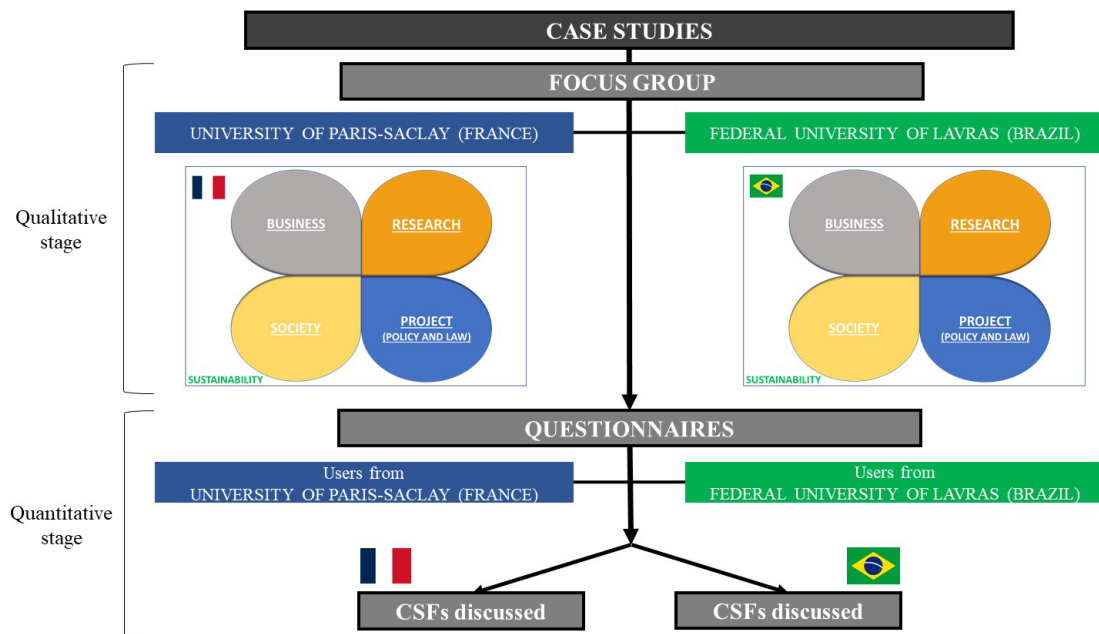 CASE STUDIES
FOCUS GROUP
UNIVERSITY OF PARIS-SACLAY (FRANCE)
FEDERAL UNIVERSITY OF LAVRAS (BRAZIL)
Qualitative
stage
BUSINESS
RESEARCH
SOCIETY
PROJECT
(POLICY AND LAW)
SUSTAINABILITY
BUSINESS
RESEARCH
SOCIETY
PROJECT
(POLICY AND LAW)
SUSTAINABILITY
QUESTIONNAIRES
Users from
UNIVERSITY OF PARIS-SACLAY (FRANCE)
Users from
FEDERAL UNIVERSITY OF LAVRAS (BRAZIL)
Quantitative
stage
CSFs discussed
CSFs discussed